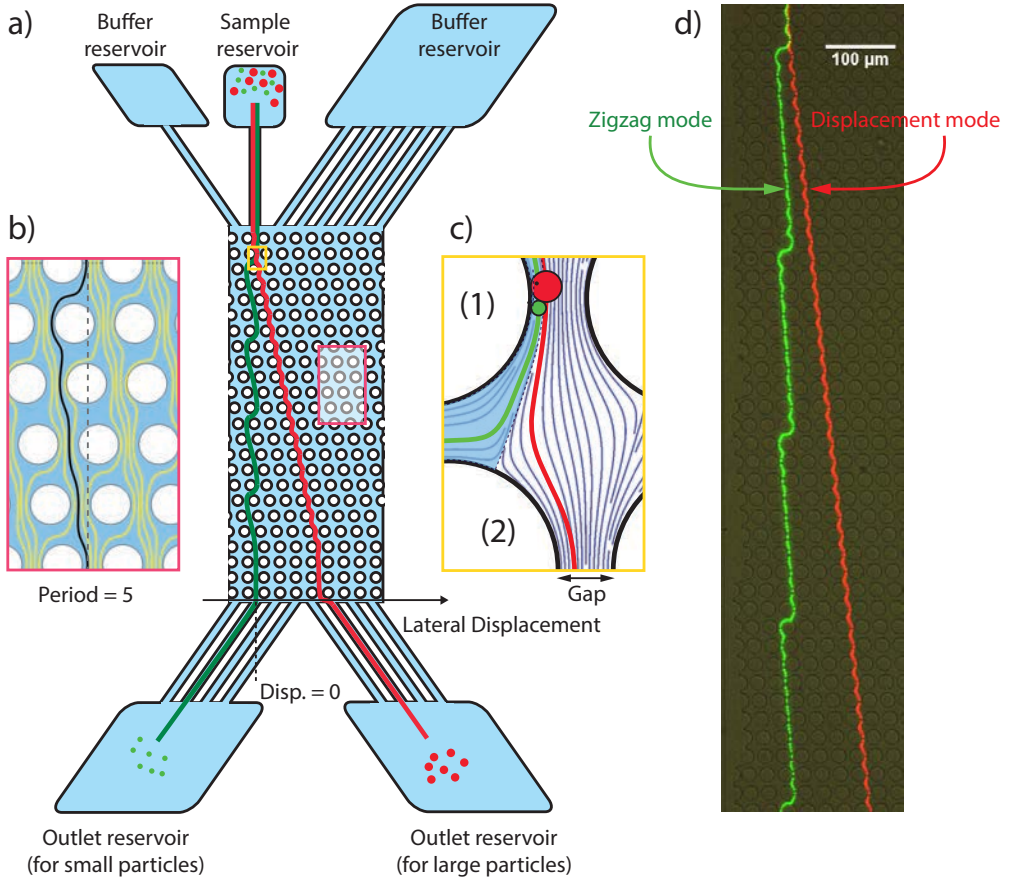 a)
Buffer
reservoir
Sample
reservoir
Buffer
reservoir
b)
Period = 5
c)
(1)
(2)
Gap
Lateral Displacement
Disp. = 0
Outlet reservoir
(for small particles)
Outlet reservoir
(for large particles)
d)
100 µm
Zigzag mode
Displacement mode